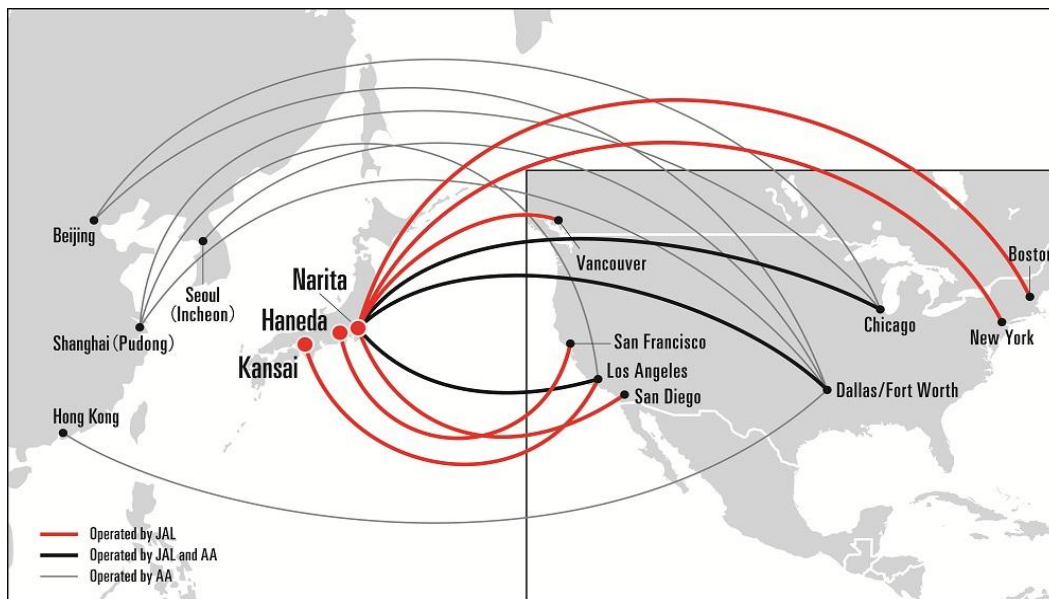 Beijing
Seoul
(Incheon)
Shanghai (Pudong)
Hong Kong
Narita
Haneda
Kansai
Vancouver
San Francisco
Los Angeles
San Diego
Chicago
Dallas/Fort Worth
Boston
New York
Operated by JAL
Operated by JAL and AA
Operated by AA